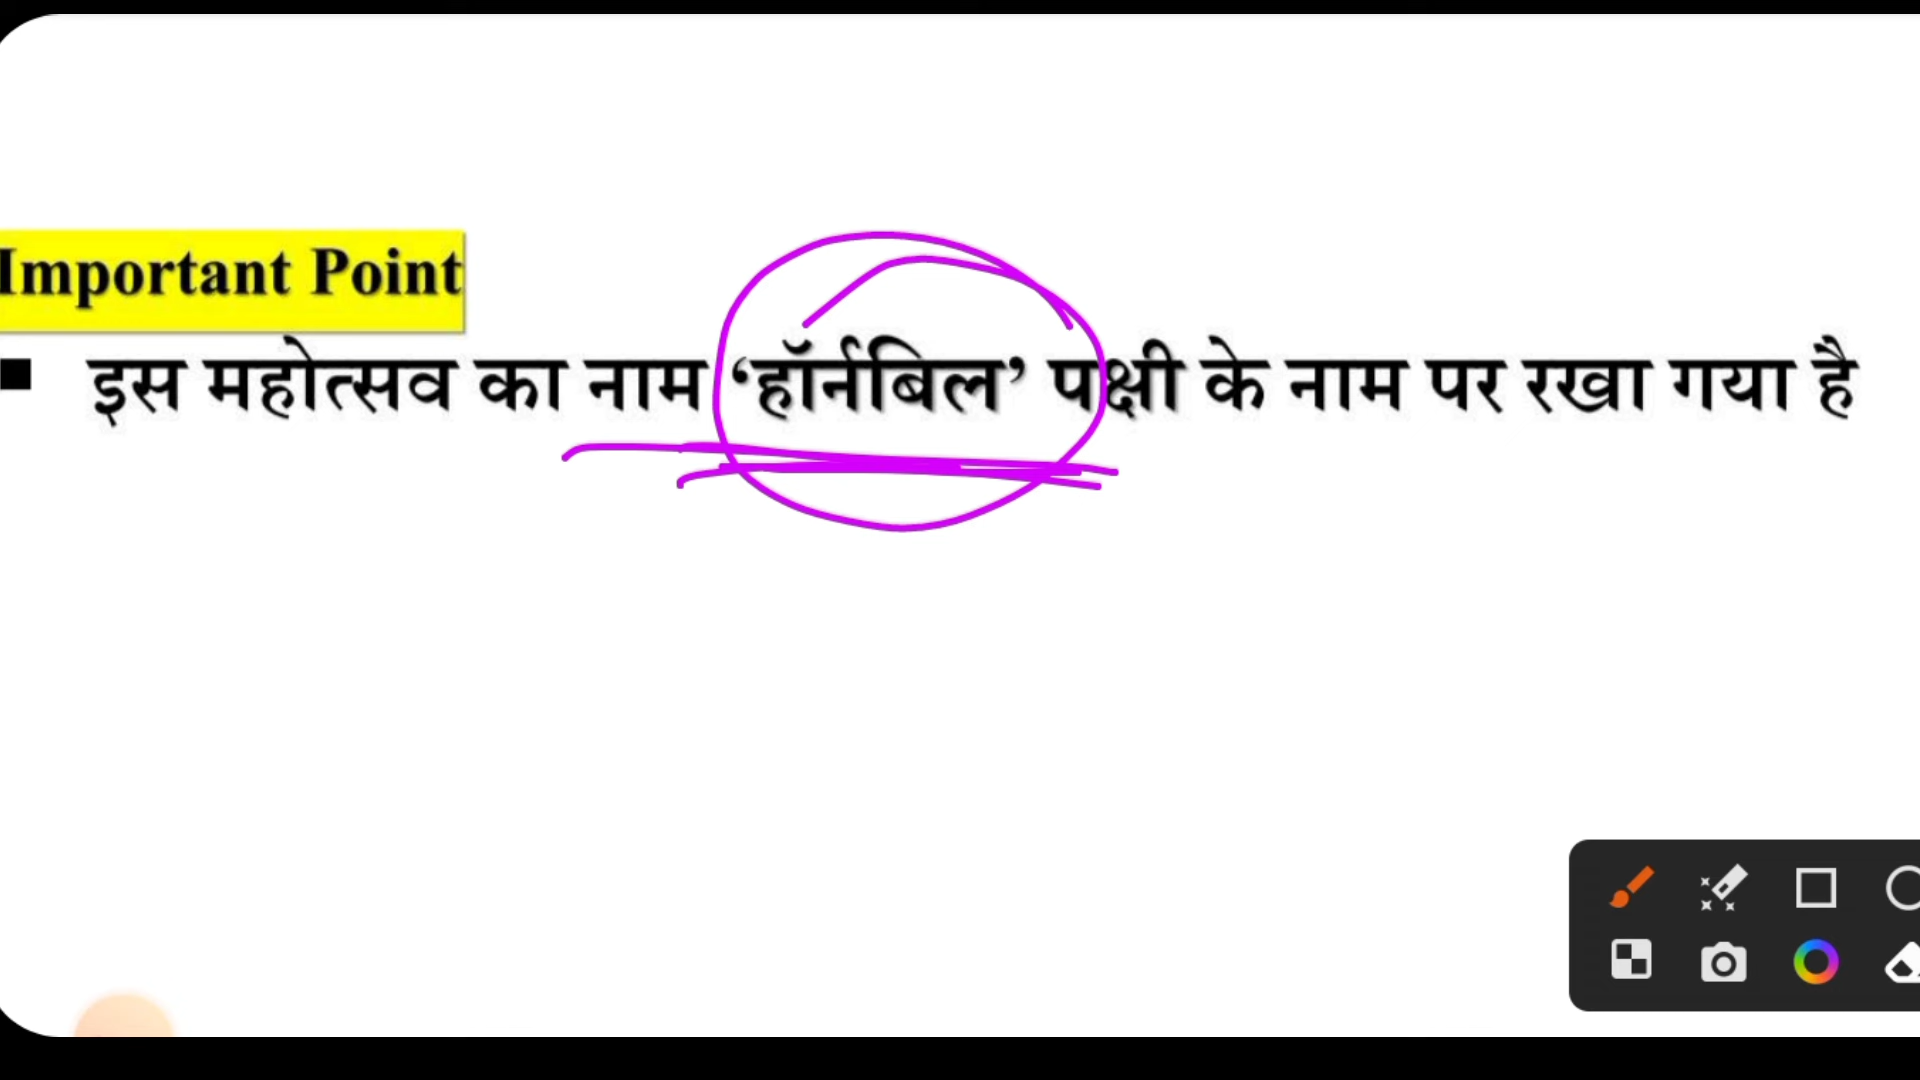 Important Point
▪ इस महोत्सव का नाम ‘हॉर्नबिल’ पक्षी के नाम पर रखा गया है